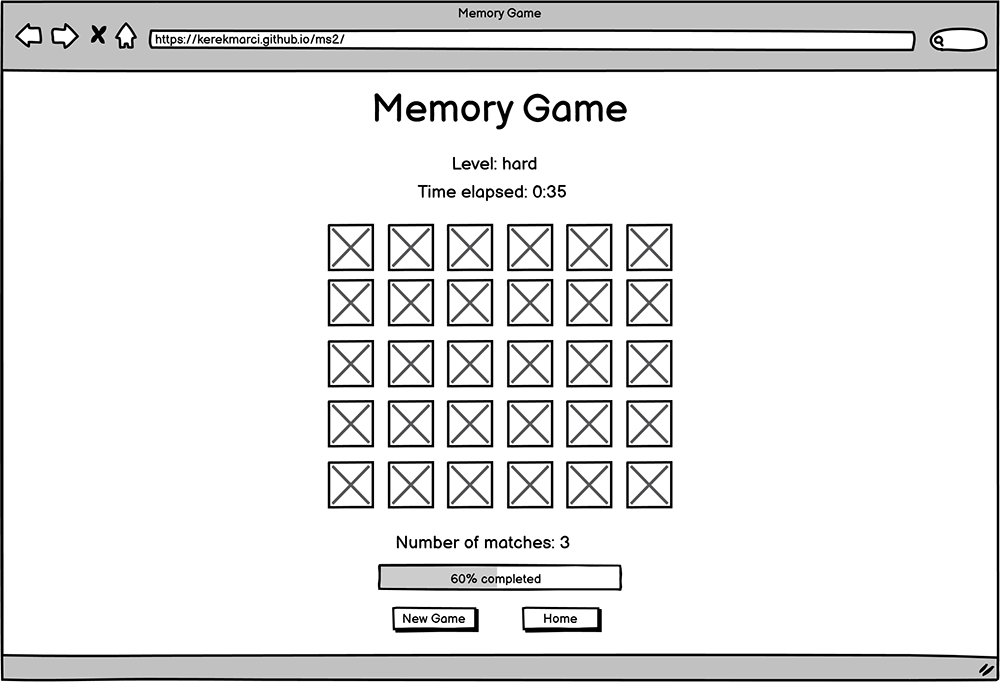 Memory Game
https://kerekmarci.github.io/ms2/
Memory Game
Level: hard
Time elapsed: 0:35
Number of matches: 3
60% completed
New Game
Home